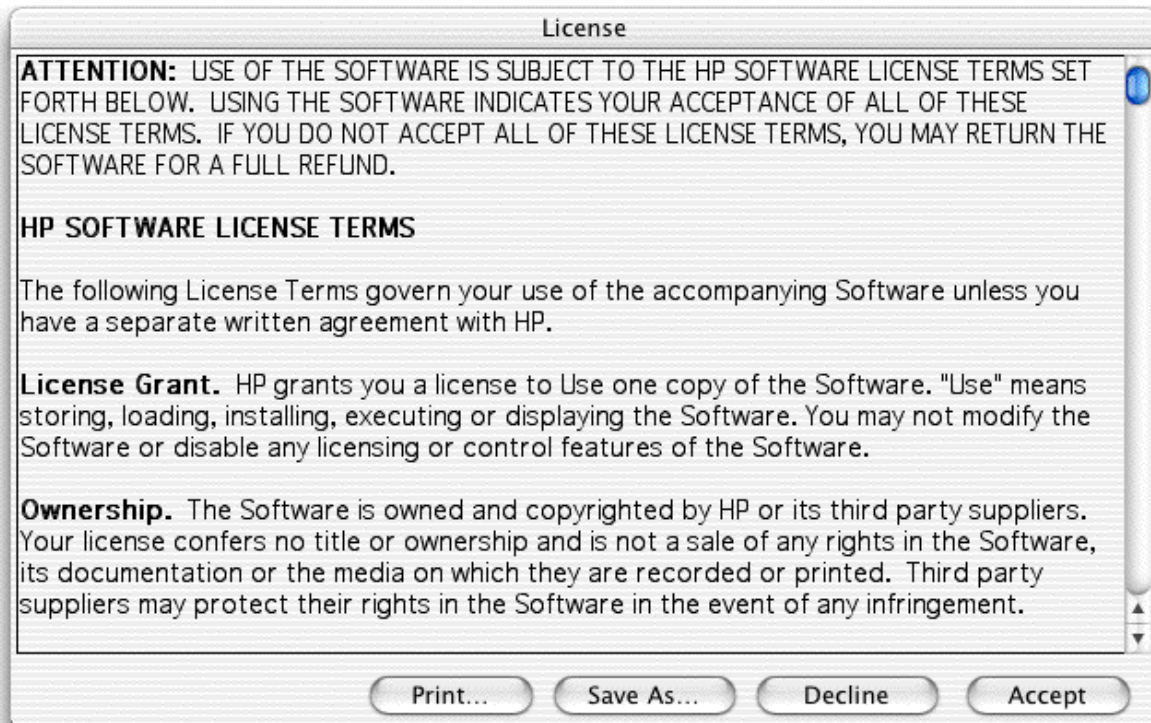 License
ATTENTION: USE OF THE SOFTWARE IS SUBJECT TO THE HP SOFTWARE LICENSE TERMS SET
FORTH BELOW. USING THE SOFTWARE INDICATES YOUR ACCEPTANCE OF ALL OF THESE
LICENSE TERMS. IF YOU DO NOT ACCEPT ALL OF THESE LICENSE TERMS, YOU MAY RETURN THE
SOFTWARE FOR A FULL REFUND.
HP SOFTWARE LICENSE TERMS
The following License Terms govern your use of the accompanying Software unless you
have a separate written agreement with HP.
License Grant. HP grants you a license to Use one copy of the Software. "Use" means
storing, loading, installing, executing or displaying the Software. You may not modify the
Software or disable any licensing or control features of the Software.
Ownership. The Software is owned and copyrighted by HP or its third party suppliers.
Your license confers no title or ownership and is not a sale of any rights in the Software,
its documentation or the media on which they are recorded or printed. Third party
suppliers may protect their rights in the Software in the event of any infringement.
Print... Save As... Decline Accept